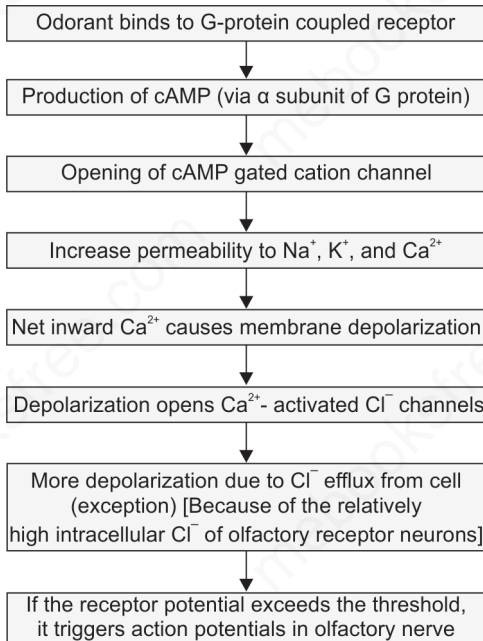 Odorant binds to G-protein coupled receptor
Production of cAMP (via α subunit of G protein)
Opening of cAMP gated cation channel
Increase permeability to Na⁺, K⁺, and Ca²⁺
Net inward Ca²⁺ causes membrane depolarization
Depolarization opens Ca²⁺- activated Cl⁻ channels
More depolarization due to Cl⁻ efflux from cell
(exception) [Because of the relatively
high intracellular Cl⁻ of olfactory receptor neurons]
If the receptor potential exceeds the threshold,
it triggers action potentials in olfactory nerve